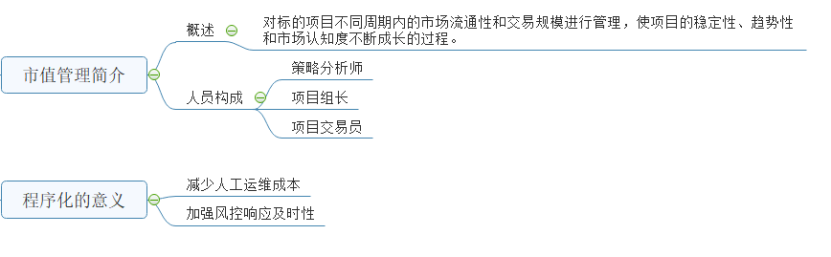 概述
对标的项目不同周期内的市场流通性和交易规模进行管理，使项目的稳定性、趋势性
和市场认知度不断成长的过程。
市值管理简介
策略分析师
人员构成
项目组长
项目交易员
减少人工运维成本
程序化的意义
加强风控响应及时性